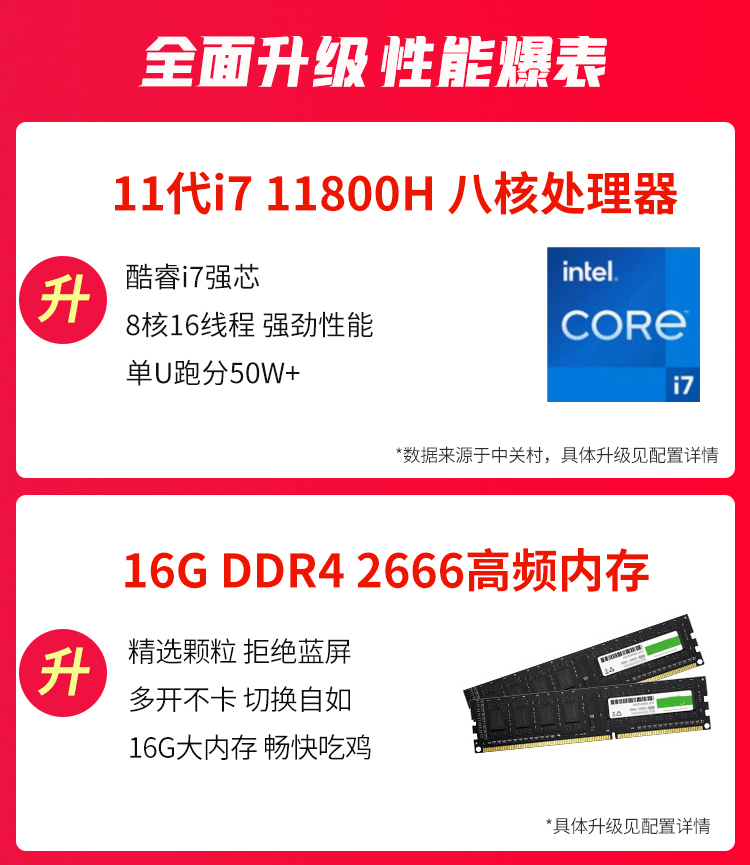 全面升级 性能爆表
11代i7 11800H 八核处理器
升
酷睿i7强芯
8核16线程 强劲性能
单U跑分50W+
intel.
CORe
i7
*数据来源于中关村，具体升级见配置详情
16G DDR4 2666高频内存
升
精选颗粒 拒绝蓝屏
多开不卡 切换自如
16G大内存 畅快吃鸡
*具体升级见配置详情